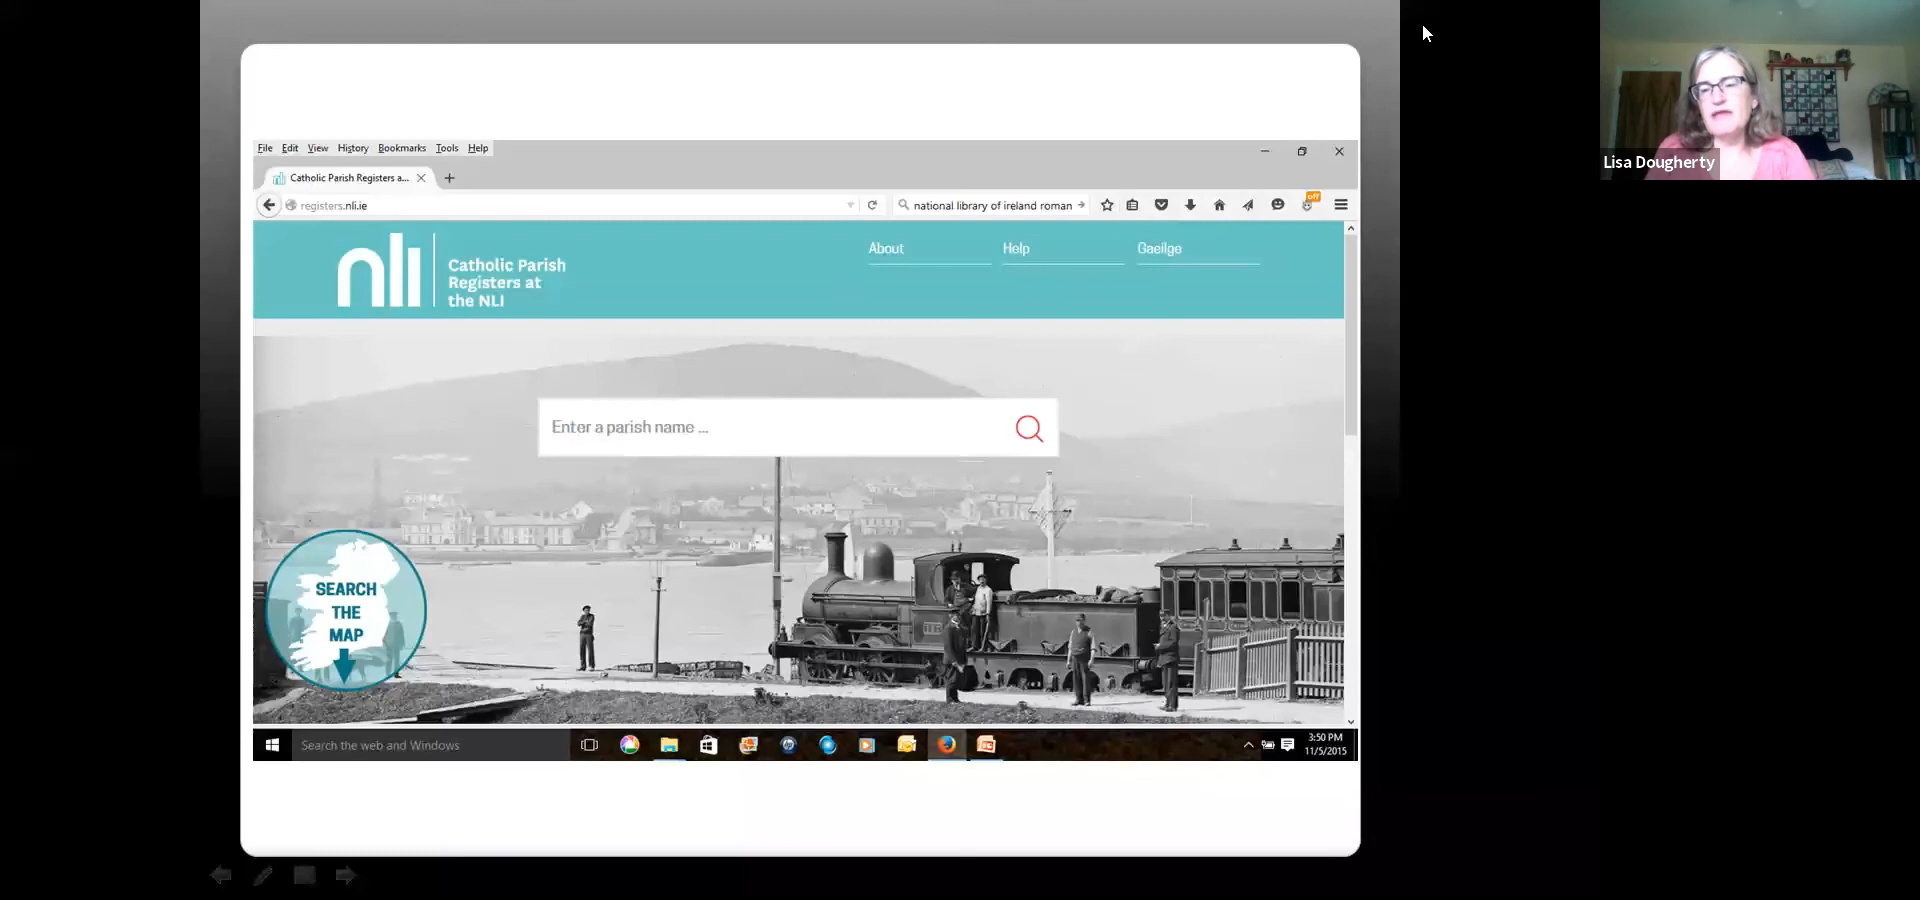 File Edit View History Bookmarks Tools Help
Catholic Parish Registers a...
registers.nli.ie
national library of ireland roman
off
nli
Catholic Parish
Registers at
the NLI
About Help Gaeilge
Enter a parish name ...
SEARCH
THE
MAP
Search the web and Windows
3:50 PM
11/5/2015
Lisa Dougherty